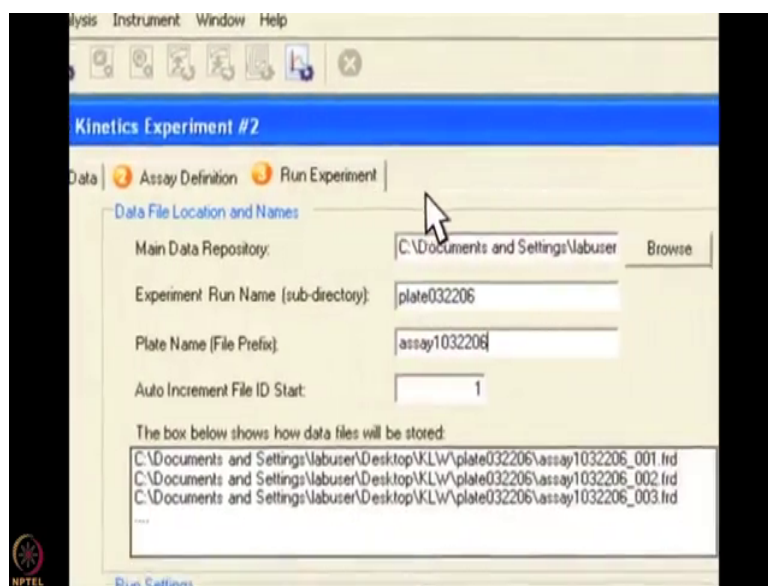 lysis Instrument Window Help
Kinetics Experiment #2
Data 2 Assay Definition 3 Run Experiment
Data File Location and Names
Main Data Repository: C:\Documents and Settings\labuser Browse
Experiment Run Name (sub-directory): plate032206
Plate Name (File Prefix): assay1032206
Auto Increment File ID Start: 1
The box below shows how data files will be stored:
C:\Documents and Settings\labuser\Desktop\KLW\plate032206\assay1032206_001.frd
C:\Documents and Settings\labuser\Desktop\KLW\plate032206\assay1032206_002.frd
C:\Documents and Settings\labuser\Desktop\KLW\plate032206\assay1032206_003.frd
....
Run Settings
NPTEL